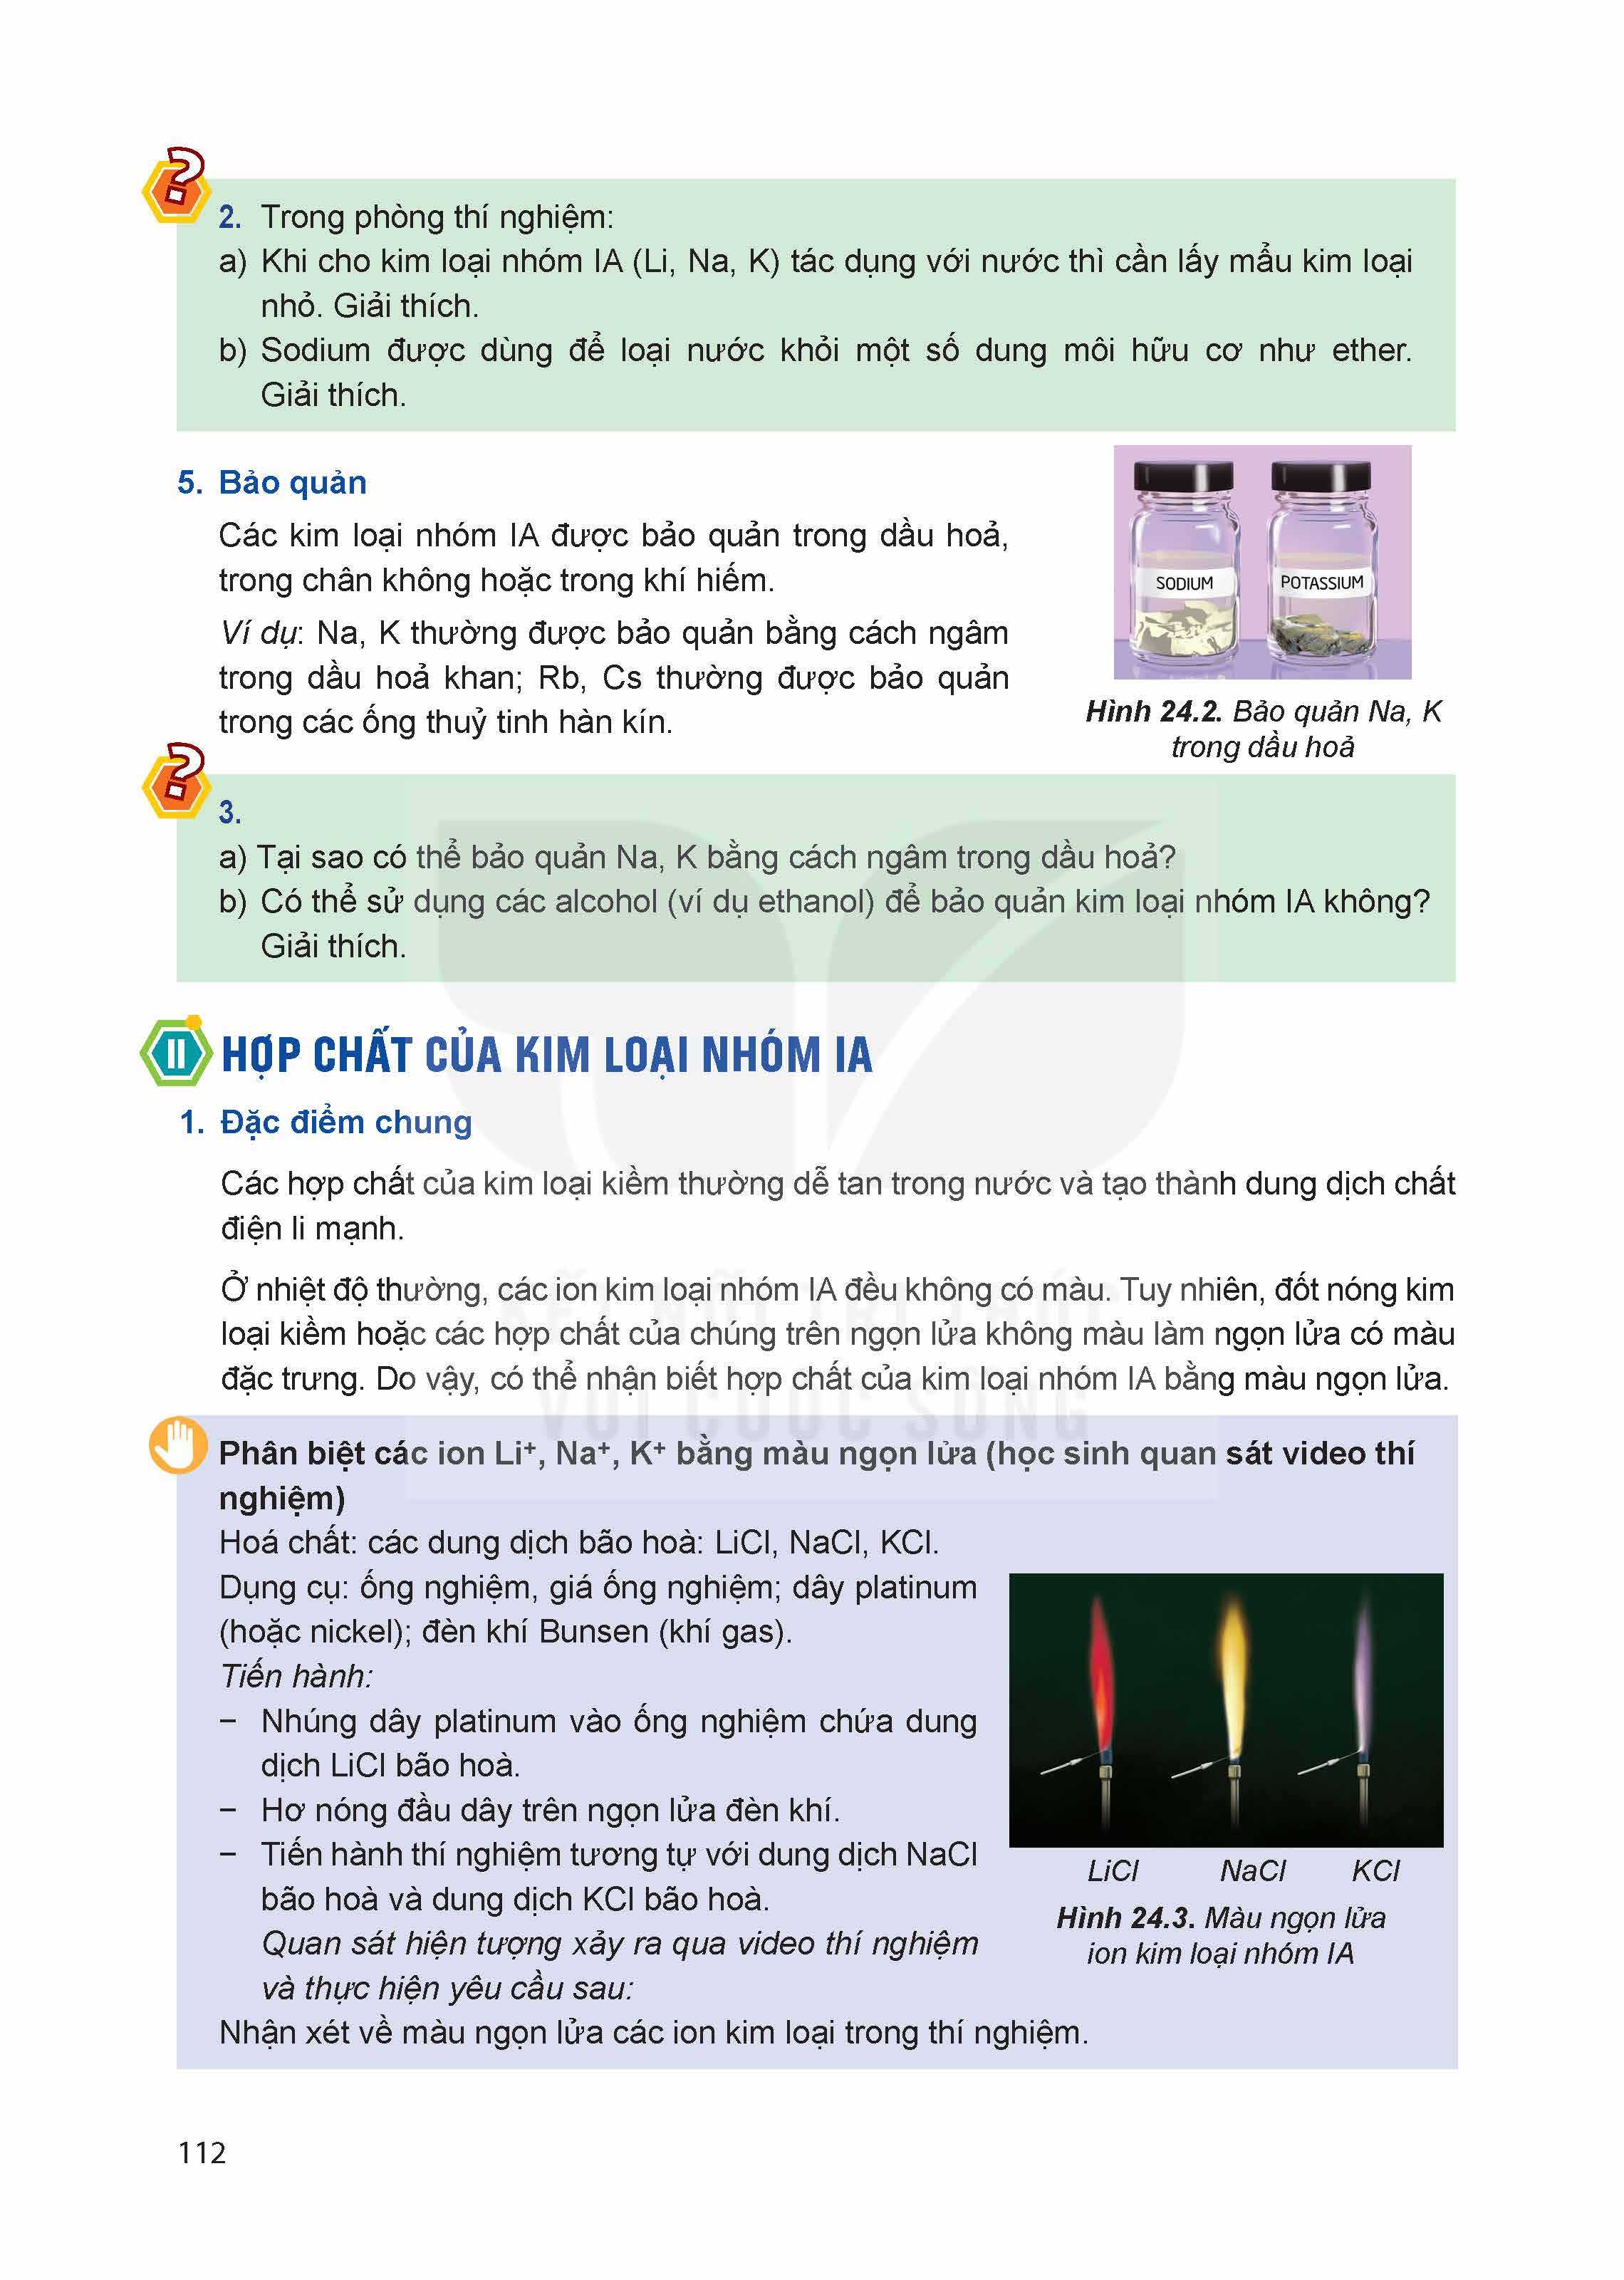 2. Trong phòng thí nghiệm:
a) Khi cho kim loại nhóm IA (Li, Na, K) tác dụng với nước thì cần lấy mẩu kim loại
nhỏ. Giải thích.
b) Sodium được dùng để loại nước khỏi một số dung môi hữu cơ như ether.
Giải thích.
5. Bảo quản
Các kim loại nhóm IA được bảo quản trong dầu hoả,
trong chân không hoặc trong khí hiếm.
Ví dụ: Na, K thường được bảo quản bằng cách ngâm
trong dầu hoả khan; Rb, Cs thường được bảo quản
trong các ống thuỷ tinh hàn kín.
SODIUM
POTASSIUM
Hình 24.2. Bảo quản Na, K
trong dầu hoả
3.
a) Tại sao có thể bảo quản Na, K bằng cách ngâm trong dầu hoả?
b) Có thể sử dụng các alcohol (ví dụ ethanol) để bảo quản kim loại nhóm IA không?
Giải thích.
II HỢP CHẤT CỦA KIM LOẠI NHÓM IA
1. Đặc điểm chung
Các hợp chất của kim loại kiềm thường dễ tan trong nước và tạo thành dung dịch chất
điện li mạnh.
Ở nhiệt độ thường, các ion kim loại nhóm IA đều không có màu. Tuy nhiên, đốt nóng kim
loại kiềm hoặc các hợp chất của chúng trên ngọn lửa không màu làm ngọn lửa có màu
đặc trưng. Do vậy, có thể nhận biết hợp chất của kim loại nhóm IA bằng màu ngọn lửa.
KẾT NỐI TRI THỨC
VỚI CUỘC SỐNG
Phân biệt các ion Li⁺, Na⁺, K⁺ bằng màu ngọn lửa (học sinh quan sát video thí
nghiệm)
Hoá chất: các dung dịch bão hoà: LiCl, NaCl, KCl.
Dụng cụ: ống nghiệm, giá ống nghiệm; dây platinum
(hoặc nickel); đèn khí Bunsen (khí gas).
Tiến hành:
– Nhúng dây platinum vào ống nghiệm chứa dung
dịch LiCl bão hoà.
– Hơ nóng đầu dây trên ngọn lửa đèn khí.
– Tiến hành thí nghiệm tương tự với dung dịch NaCl
bão hoà và dung dịch KCl bão hoà.
Quan sát hiện tượng xảy ra qua video thí nghiệm
và thực hiện yêu cầu sau:
Nhận xét về màu ngọn lửa các ion kim loại trong thí nghiệm.
LiCl NaCl KCl
Hình 24.3. Màu ngọn lửa
ion kim loại nhóm IA
112